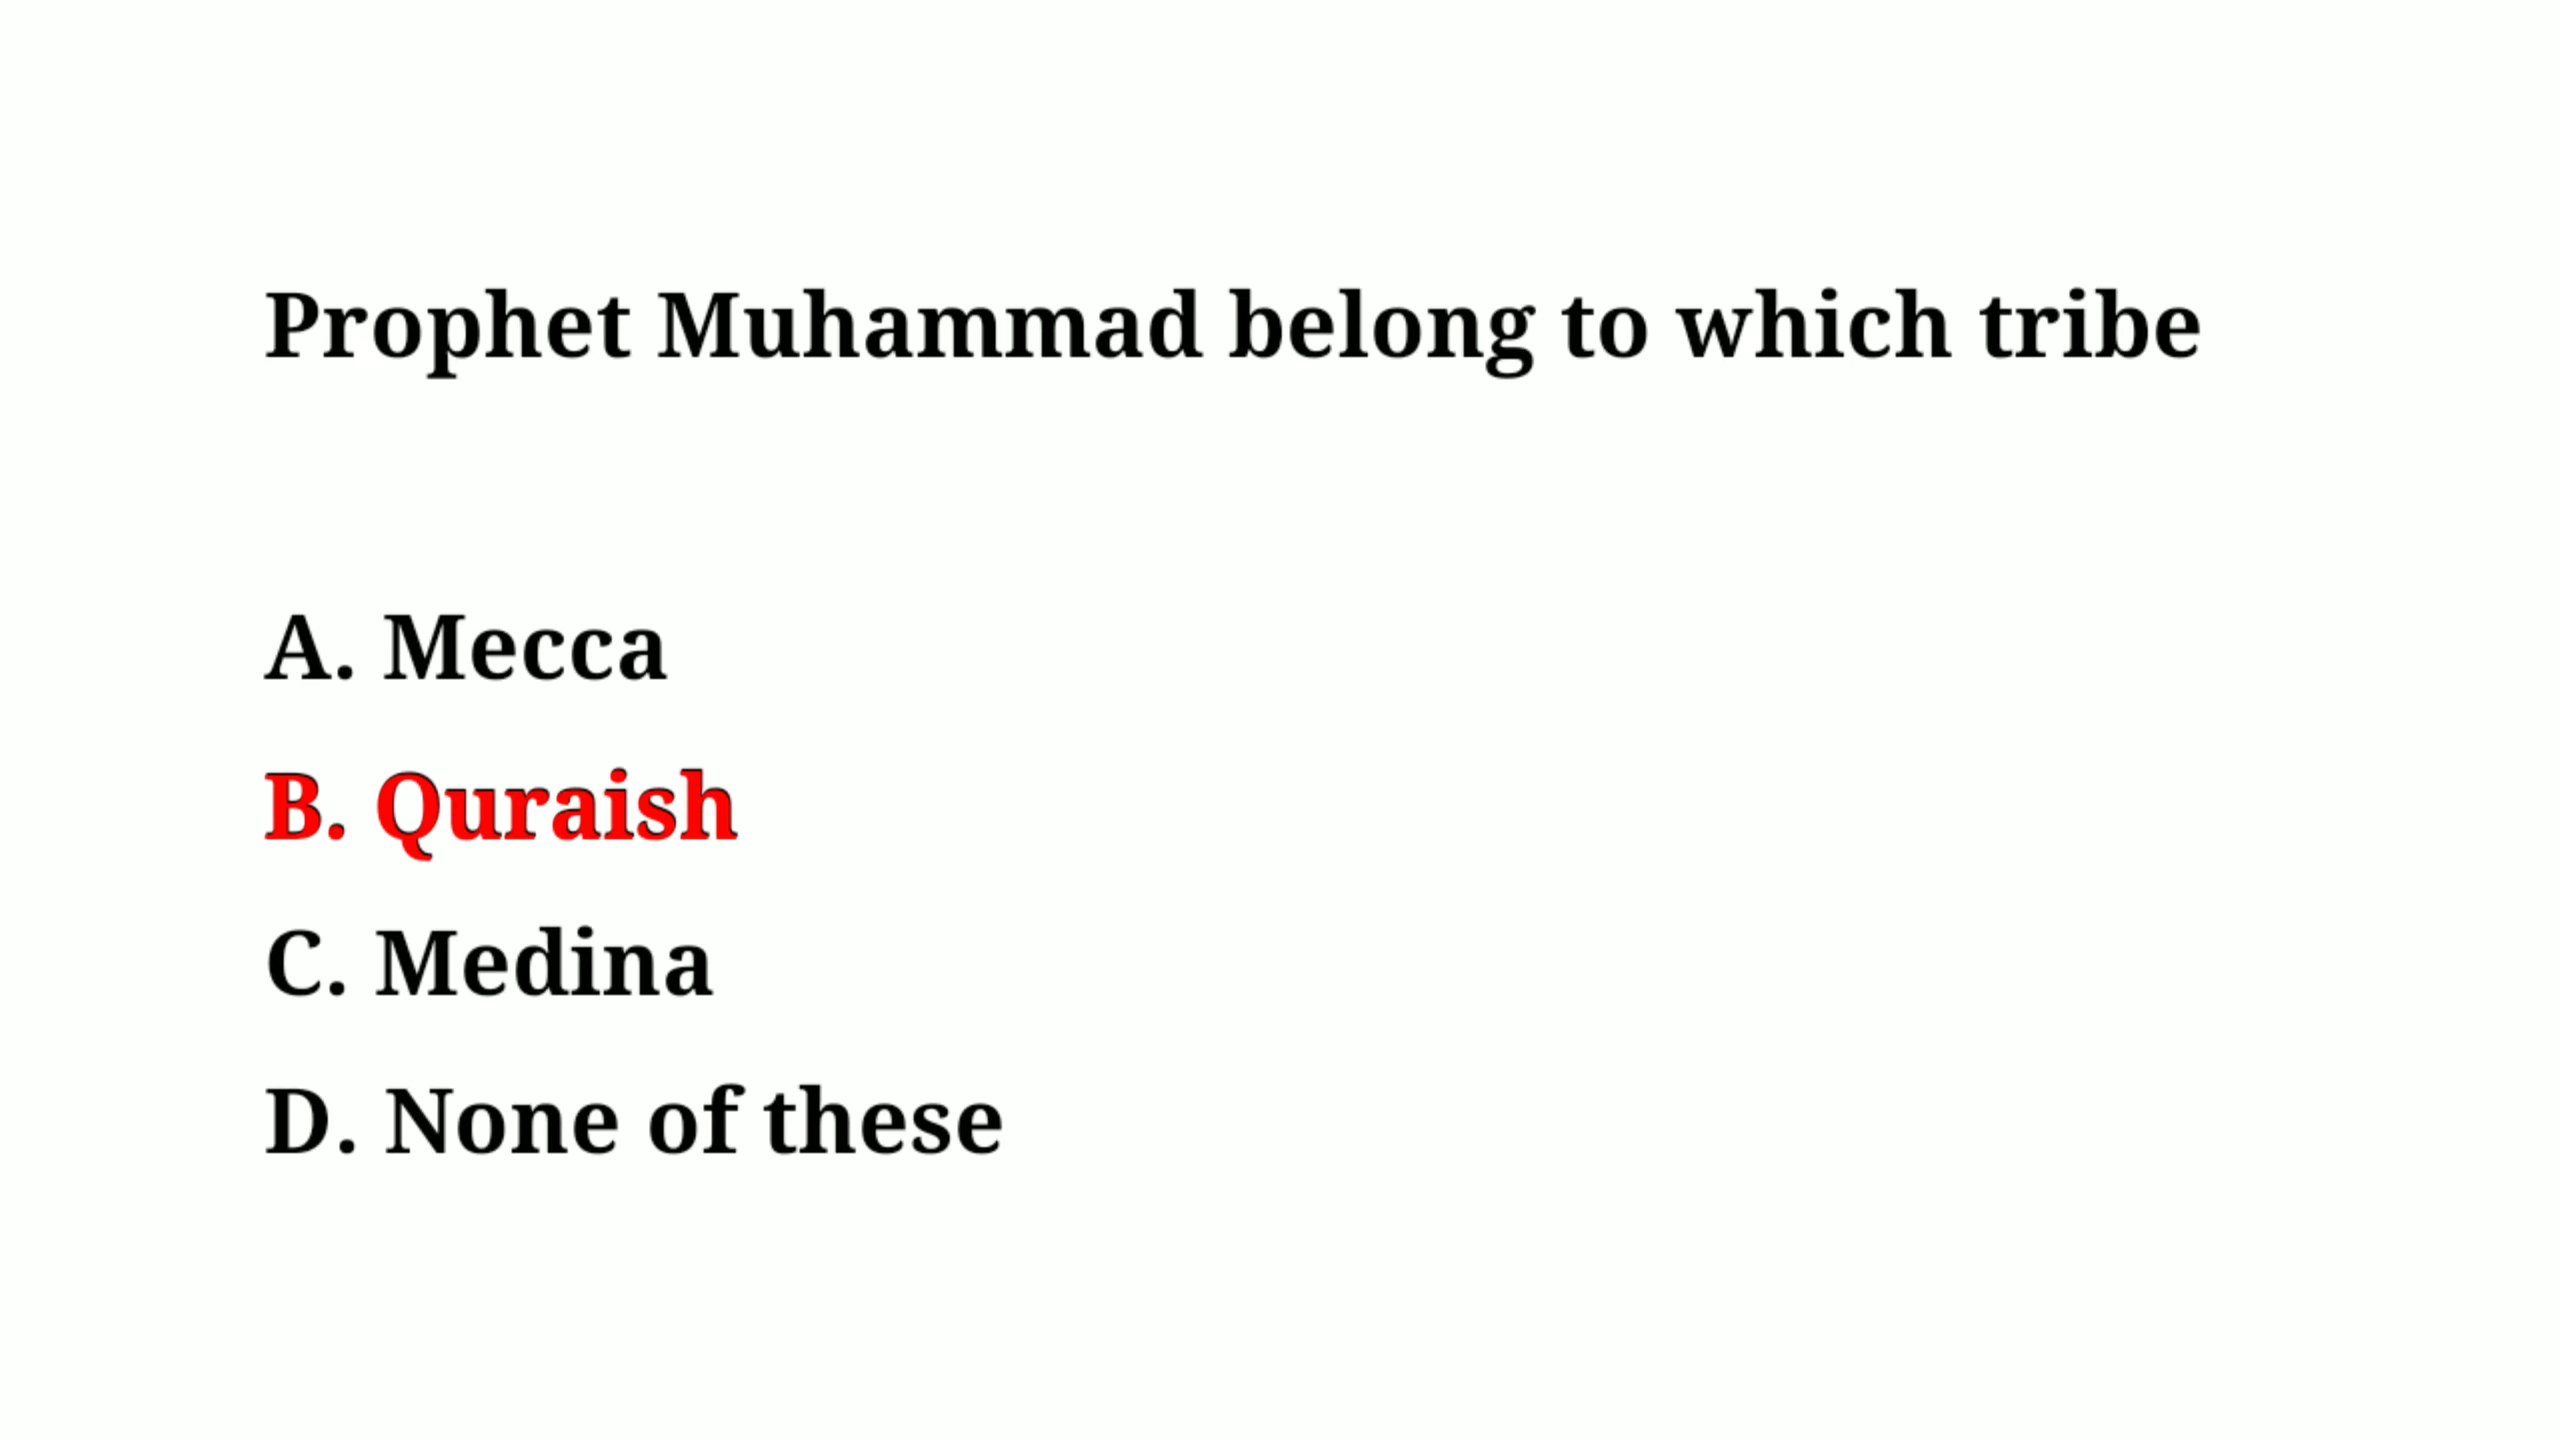 Prophet Muhammad belong to which tribe
A. Mecca
B. Quraish
C. Medina
D. None of these